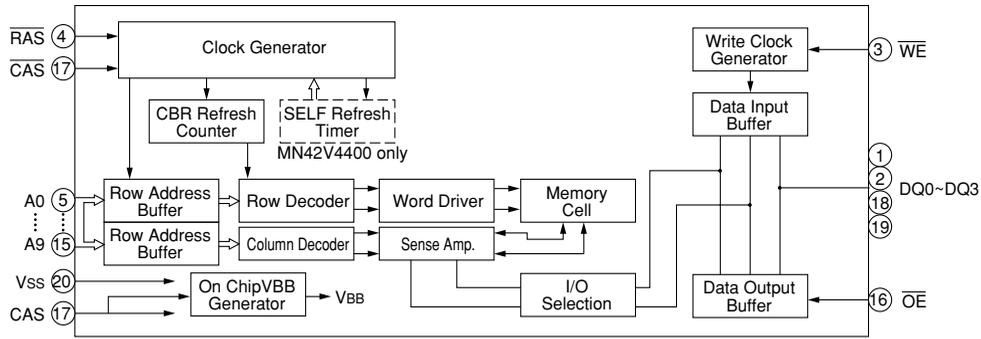 RAS 4
CAS 17
Clock Generator
CBR Refresh
Counter
SELF Refresh
Timer
MN42V4400 only
Write Clock
Generator
3 WE
Data Input
Buffer
1
2
DQ0~DQ3
18
19
A0 5
A9 15
Row Address
Buffer
Row Decoder
Word Driver
Memory
Cell
Row Address
Buffer
Column Decoder
Sense Amp.
VSS 20
CAS 17
On ChipVBB
Generator
VBB
I/O
Selection
Data Output
Buffer
16 OE